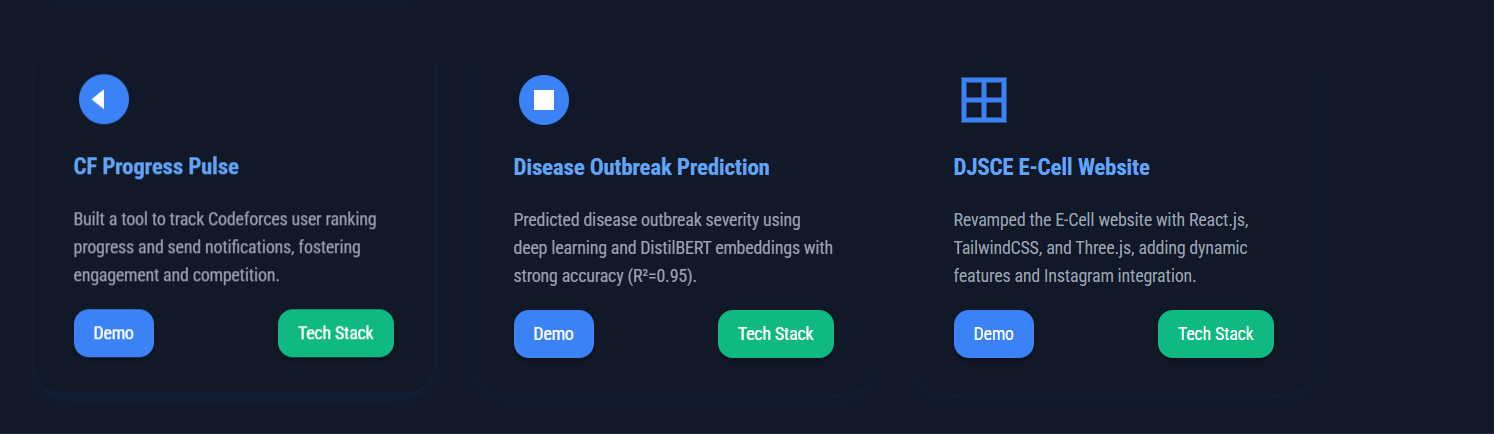 CF Progress Pulse
Built a tool to track Codeforces user ranking
progress and send notifications, fostering
engagement and competition.
Demo
Tech Stack
Disease Outbreak Prediction
Predicted disease outbreak severity using
deep learning and DistilBERT embeddings with
strong accuracy (R²=0.95).
Demo
Tech Stack
DJSCE E-Cell Website
Revamped the E-Cell website with React.js,
TailwindCSS, and Three.js, adding dynamic
features and Instagram integration.
Demo
Tech Stack